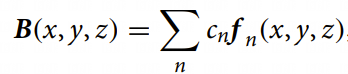 B(x, y, z) = ∑ₙ cₙfₙ(x, y, z),